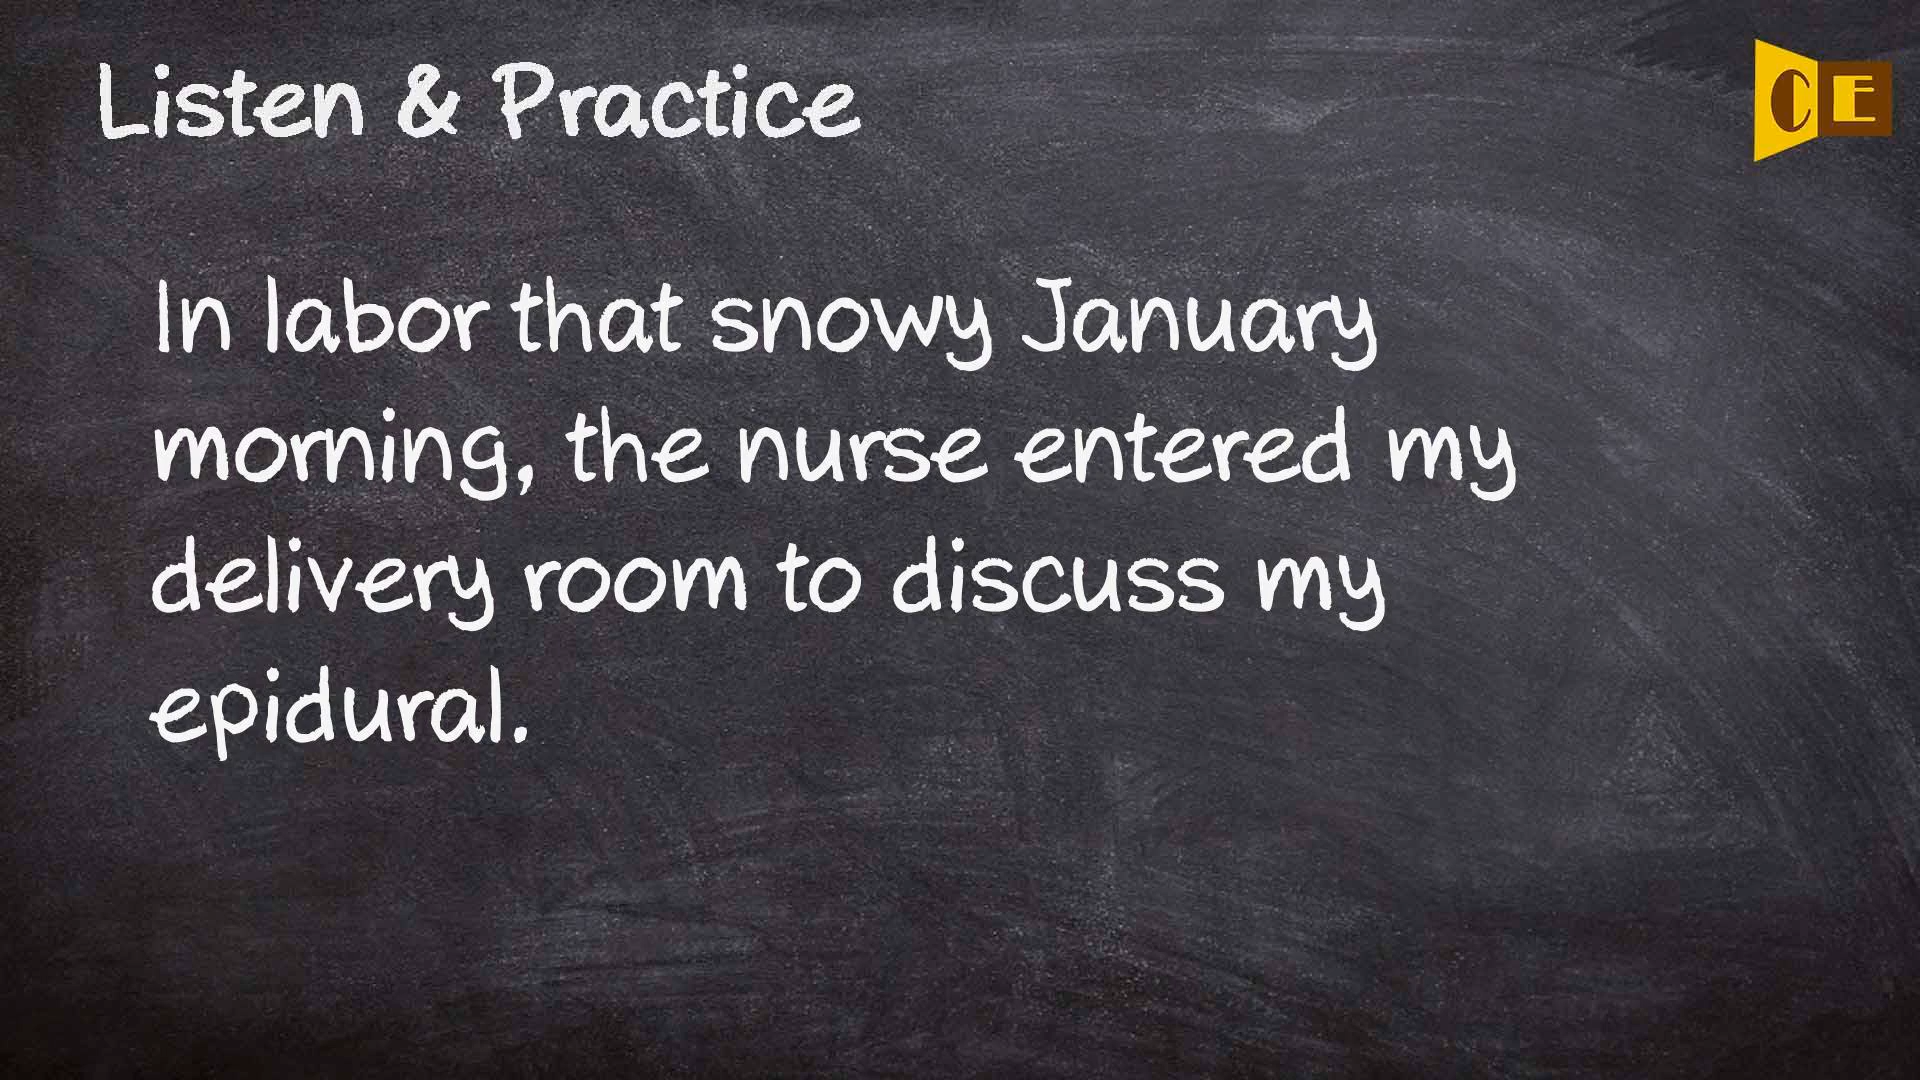 Listen & Practice
CE
In labor that snowy January
morning, the nurse entered my
delivery room to discuss my
epidural.